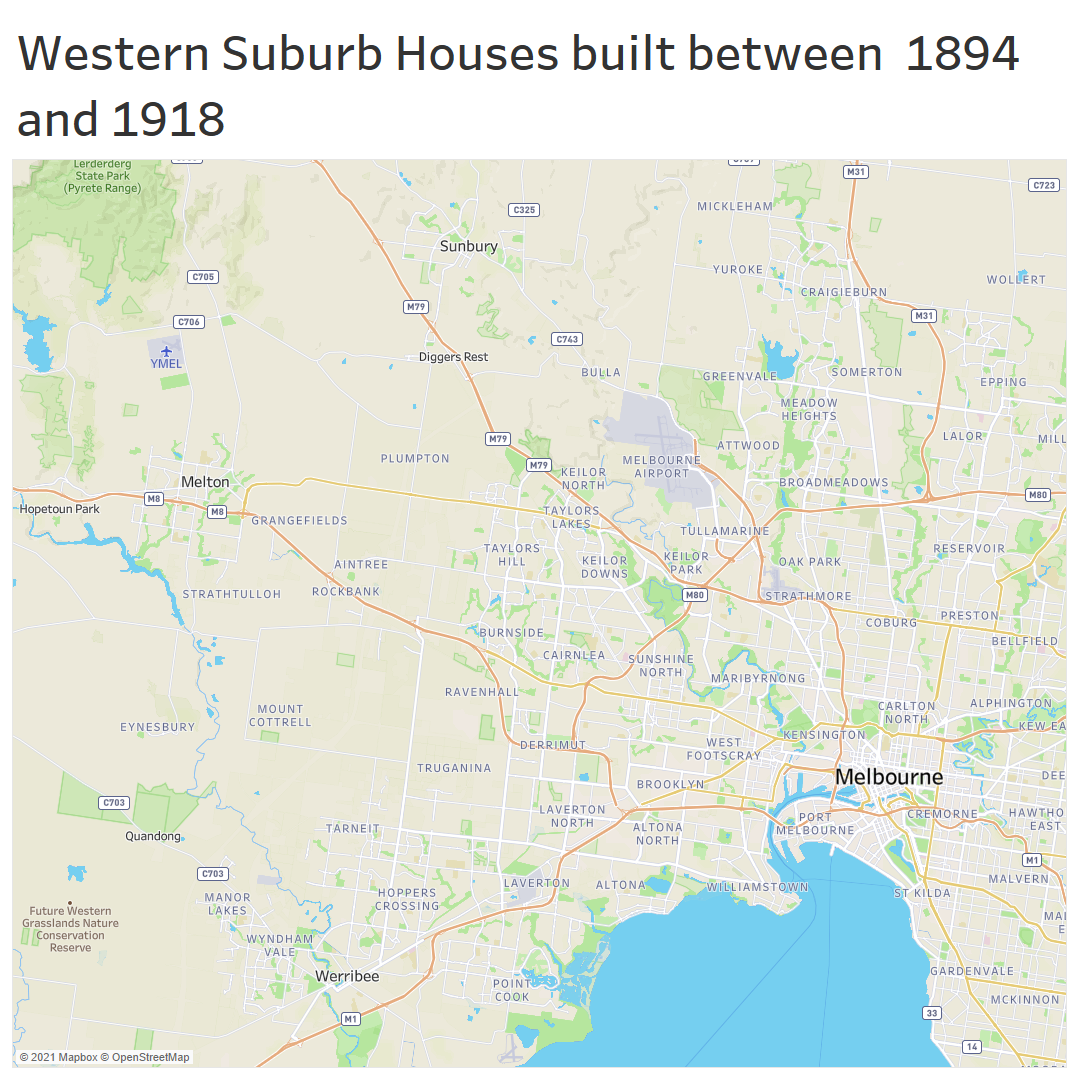 Western Suburb Houses built between 1894
and 1918
Lerderderg
State Park
(Pyrete Range)
M31
C723
C325
MICKLEHAM
Sunbury
C705
YUROKE
WOLLERT
CRAIGIEBURN
M79
M31
C706
C743
YMEL
Diggers Rest
BULLA
GREENVALE
SOMERTON
EPPING
MEADOW
HEIGHTS
M79
LALOR
MILL
ATTWOOD
PLUMPTON
M79
KEILOR
NORTH
MELBOURNE
AIRPORT
BROADMEADOWS
Melton
M8
M80
Hopetoun Park
M8
GRANGEFIELDS
TAYLORS
LAKES
TULLAMARINE
TAYLORS
HILL
KEILOR
DOWNS
KEILOR
PARK
OAK PARK
RESERVOIR
AINTREE
STRATHTULLOH
ROCKBANK
M80
STRATHMORE
COBURG
PRESTON
BURNSIDE
BELLFIELD
CAIRNLEA
SUNSHINE
NORTH
MARIBYRNONG
RAVENHALL
MOUNT
COTTRELL
CARLTON
NORTH
ALPHINGTON
EYNESBURY
KEW EA
DERRIMUT
WEST
FOOTSCRAY
KENSINGTON
TRUGANINA
Melbourne
DEE
BROOKLYN
C703
LAVERTON
NORTH
PORT
MELBOURNE
CREMORNE
HAWTHO
EAST
Quandong
TARNEIT
ALTONA
NORTH
M1
C703
MALVERN
LAVERTON
ALTONA
WILLIAMSTOWN
ST KILDA
MANOR
LAKES
HOPPERS
CROSSING
Future Western
Grasslands Nature
Conservation
Reserve
MAI
E
WYNDHAM
VALE
Werribee
GARDENVALE
POINT
COOK
MCKINNON
M1
33
14
© 2021 Mapbox © OpenStreetMap